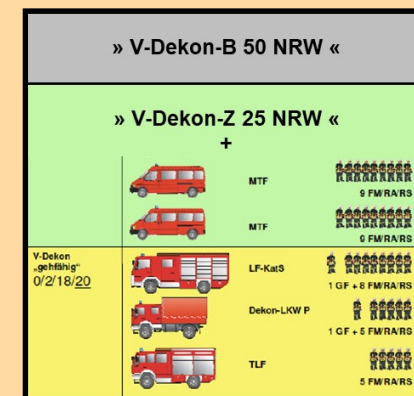 » V-Dekon-B 50 NRW «
» V-Dekon-Z 25 NRW «
+
MTF
9 FM/RA/RS
MTF
9 FM/RA/RS
V-Dekon
„gehfähig“
0/2/18/20
LF-KatS
1 GF + 8 FM/RA/RS
Dekon-LKW P
1 GF + 5 FM/RA/RS
TLF
5 FM/RA/RS